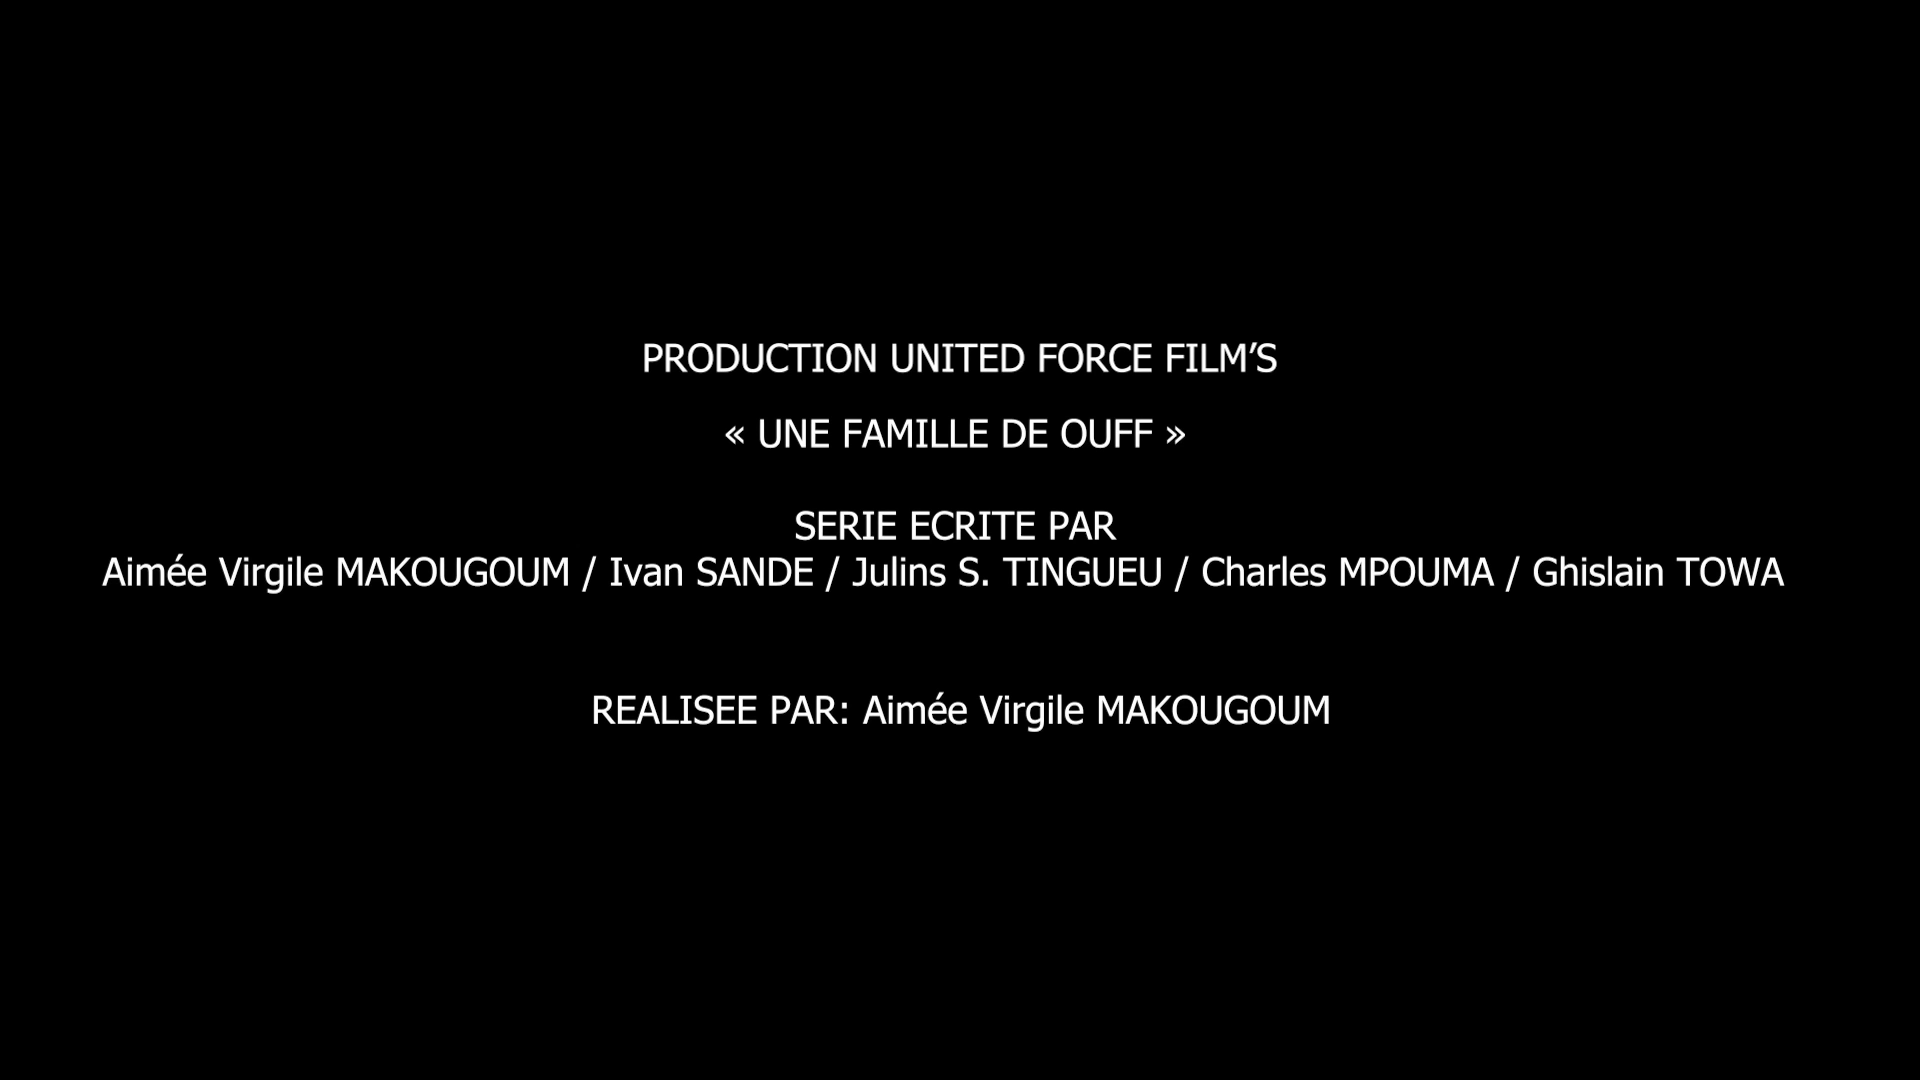 PRODUCTION UNITED FORCE FILM’S
« UNE FAMILLE DE OUFF »
SERIE ECRITE PAR
Aimée Virgile MAKOUGOUM / Ivan SANDE / Julins S. TINGUEU / Charles MPOUMA / Ghislain TOWA
REALISEE PAR: Aimée Virgile MAKOUGOUM